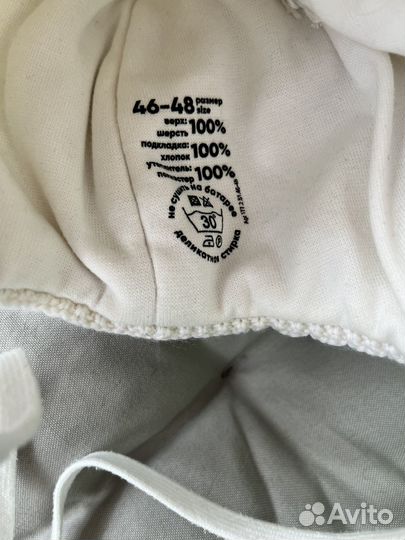 46-48 размер
size
верх: 100%
шерсть
подкладка: 100%
хлопок
100%
не сушить на батарее
30°
деликатная стирка
Avito